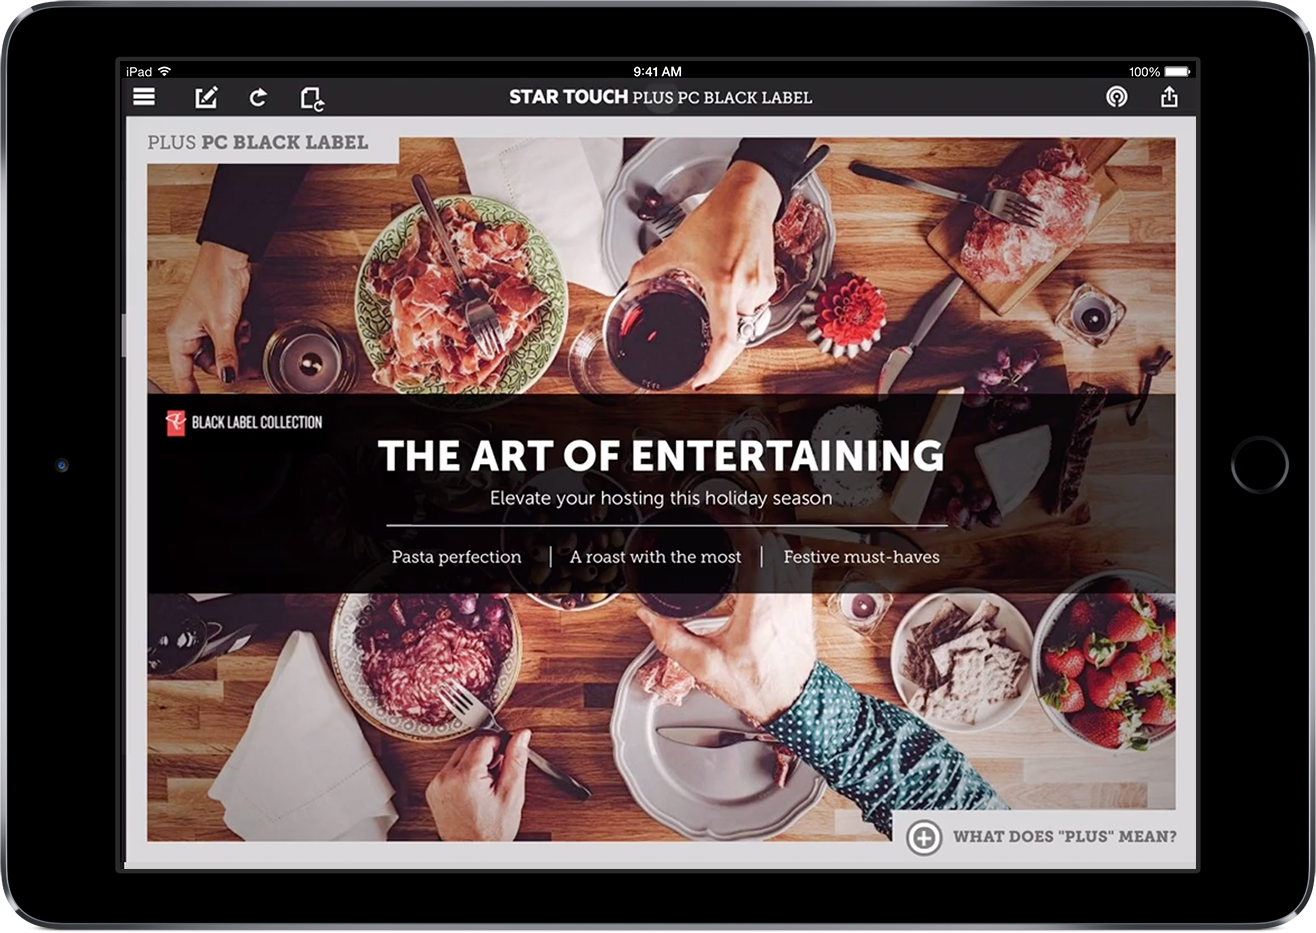 iPad 9:41 AM 100%
STAR TOUCH PLUS PC BLACK LABEL
PLUS PC BLACK LABEL
BLACK LABEL COLLECTION
THE ART OF ENTERTAINING
Elevate your hosting this holiday season
Pasta perfection | A roast with the most | Festive must-haves
WHAT DOES "PLUS" MEAN?